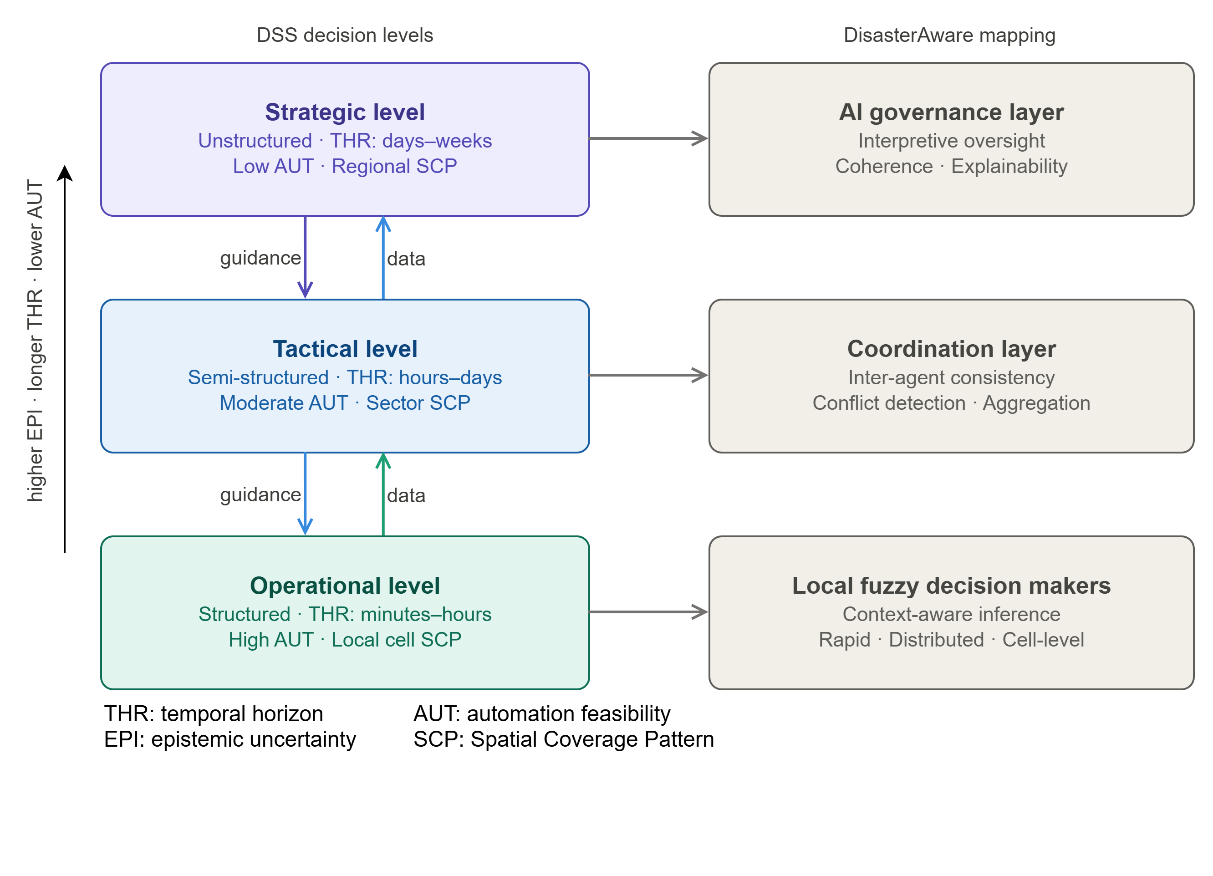 DSS decision levels
DisasterAware mapping
Strategic level
Unstructured · THR: days–weeks
Low AUT · Regional SCP
AI governance layer
Interpretive oversight
Coherence · Explainability
higher EPI · longer THR · lower AUT
guidance
data
Tactical level
Semi-structured · THR: hours–days
Moderate AUT · Sector SCP
Coordination layer
Inter-agent consistency
Conflict detection · Aggregation
guidance
data
Operational level
Structured · THR: minutes–hours
High AUT · Local cell SCP
Local fuzzy decision makers
Context-aware inference
Rapid · Distributed · Cell-level
THR: temporal horizon
AUT: automation feasibility
EPI: epistemic uncertainty
SCP: Spatial Coverage Pattern